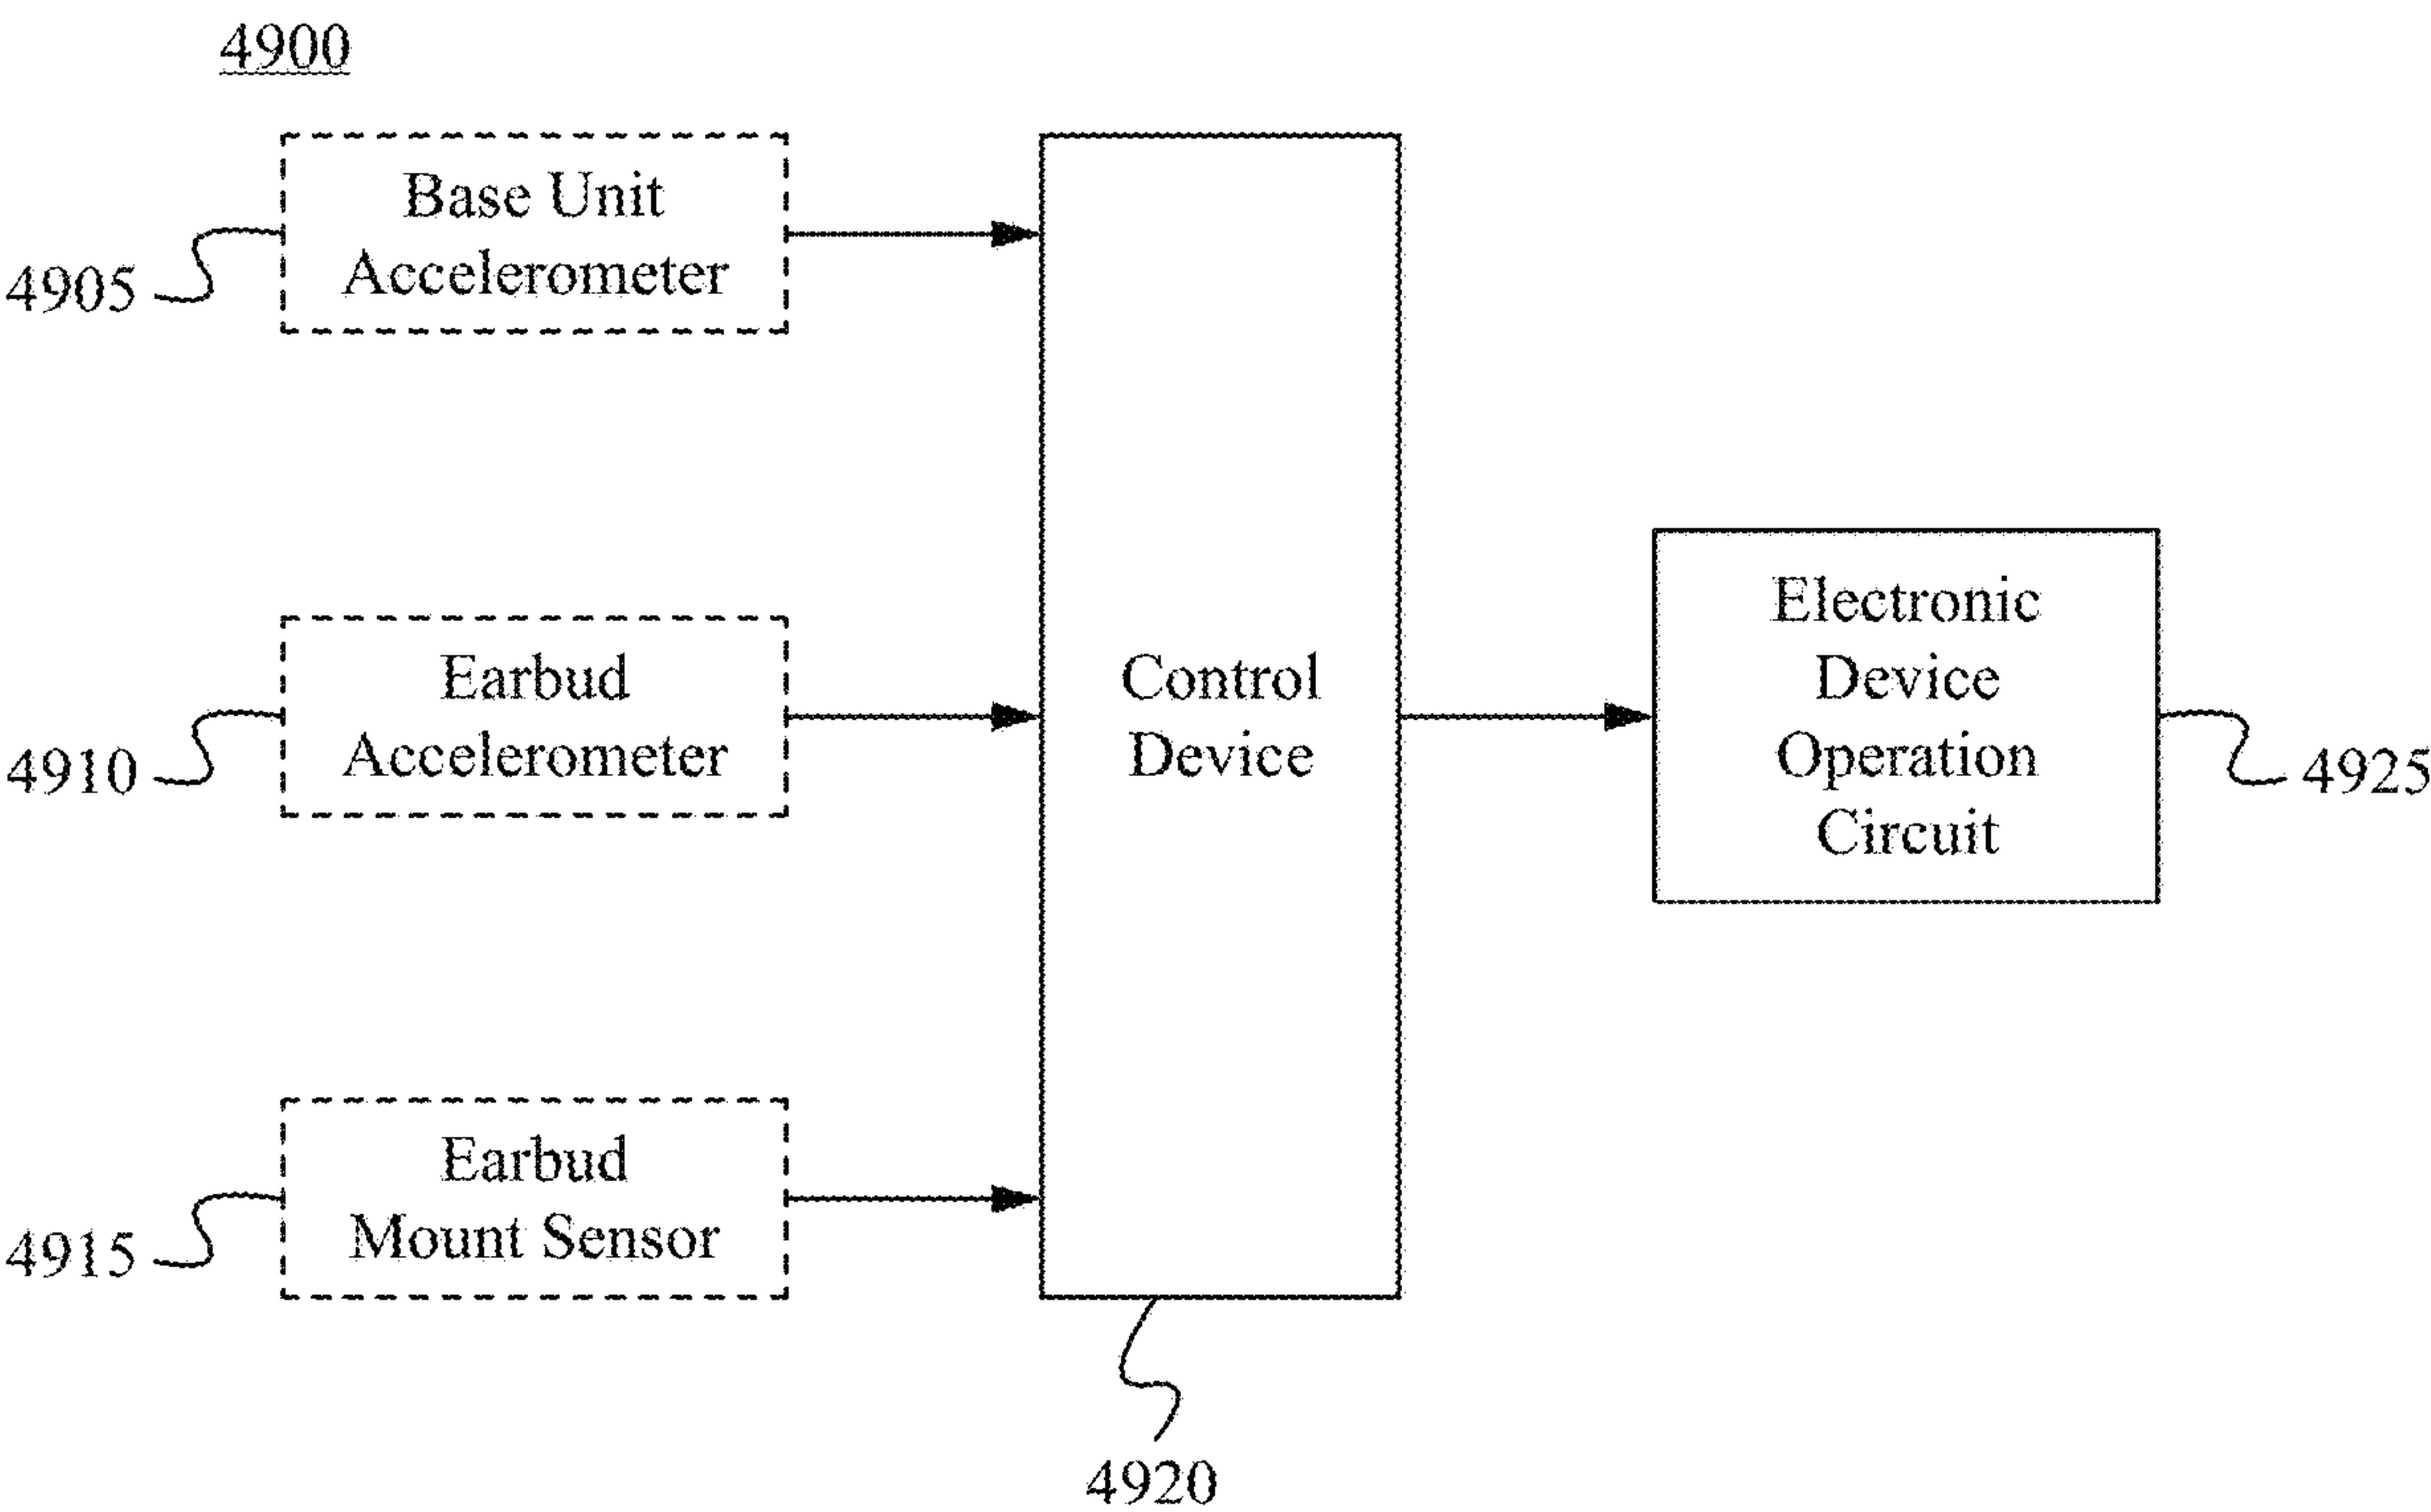 4900
Base Unit
Accelerometer
4905
Earbud
Accelerometer
4910
Earbud
Mount Sensor
4915
Control
Device
4920
Electronic
Device
Operation
Circuit
4925